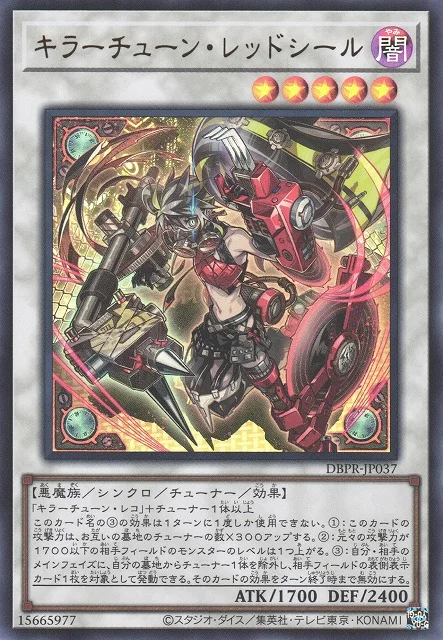 キラーチューン・レッドシール
闇
DBPR-JP037
【悪魔族／シンクロ／チューナー／効果】
「キラーチューン・レコ」＋チューナー1体以上
このカード名の③の効果は1ターンに1度しか使用できない。①：このカードの
攻撃力は、お互いの墓地のチューナーの数×300アップする。②：元々の攻撃力が
1700以下の相手フィールドのモンスターのレベルは1つ上がる。③：自分・相手の
メインフェイズに、自分の墓地からチューナー1体を除外し、相手フィールドの表側表示
カード1枚を対象として発動できる。そのカードの効果をターン終了時まで無効にする。
ATK/1700 DEF/2400
15665977
©スタジオ・ダイス／集英社・テレビ東京・KONAMI